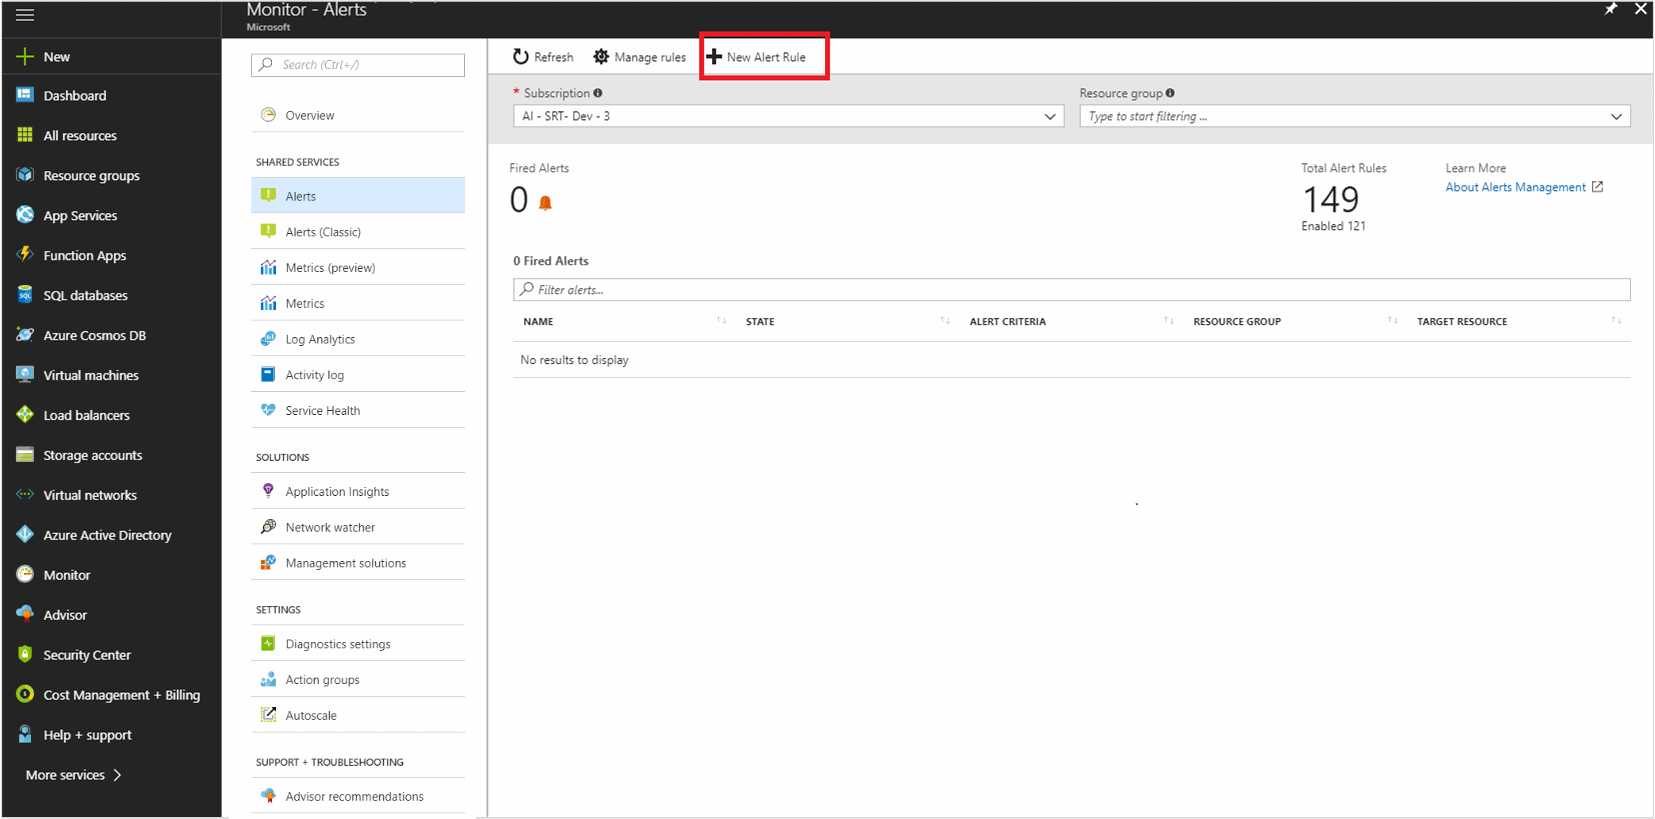 Monitor - Alerts
Microsoft
New
Dashboard
All resources
Resource groups
App Services
Function Apps
SQL databases
Azure Cosmos DB
Virtual machines
Load balancers
Storage accounts
Virtual networks
Azure Active Directory
Monitor
Advisor
Security Center
Cost Management + Billing
Help + support
More services
Search (Ctrl+/)
Overview
SHARED SERVICES
Alerts
Alerts (Classic)
Metrics (preview)
Metrics
Log Analytics
Activity log
Service Health
SOLUTIONS
Application Insights
Network watcher
Management solutions
SETTINGS
Diagnostics settings
Action groups
Autoscale
SUPPORT + TROUBLESHOOTING
Advisor recommendations
Refresh Manage rules New Alert Rule
* Subscription Resource group
AI - SRT- Dev - 3 Type to start filtering ...
Fired Alerts Total Alert Rules Learn More
0 149 About Alerts Management
Enabled 121
0 Fired Alerts
Filter alerts...
NAME STATE ALERT CRITERIA RESOURCE GROUP TARGET RESOURCE
No results to display